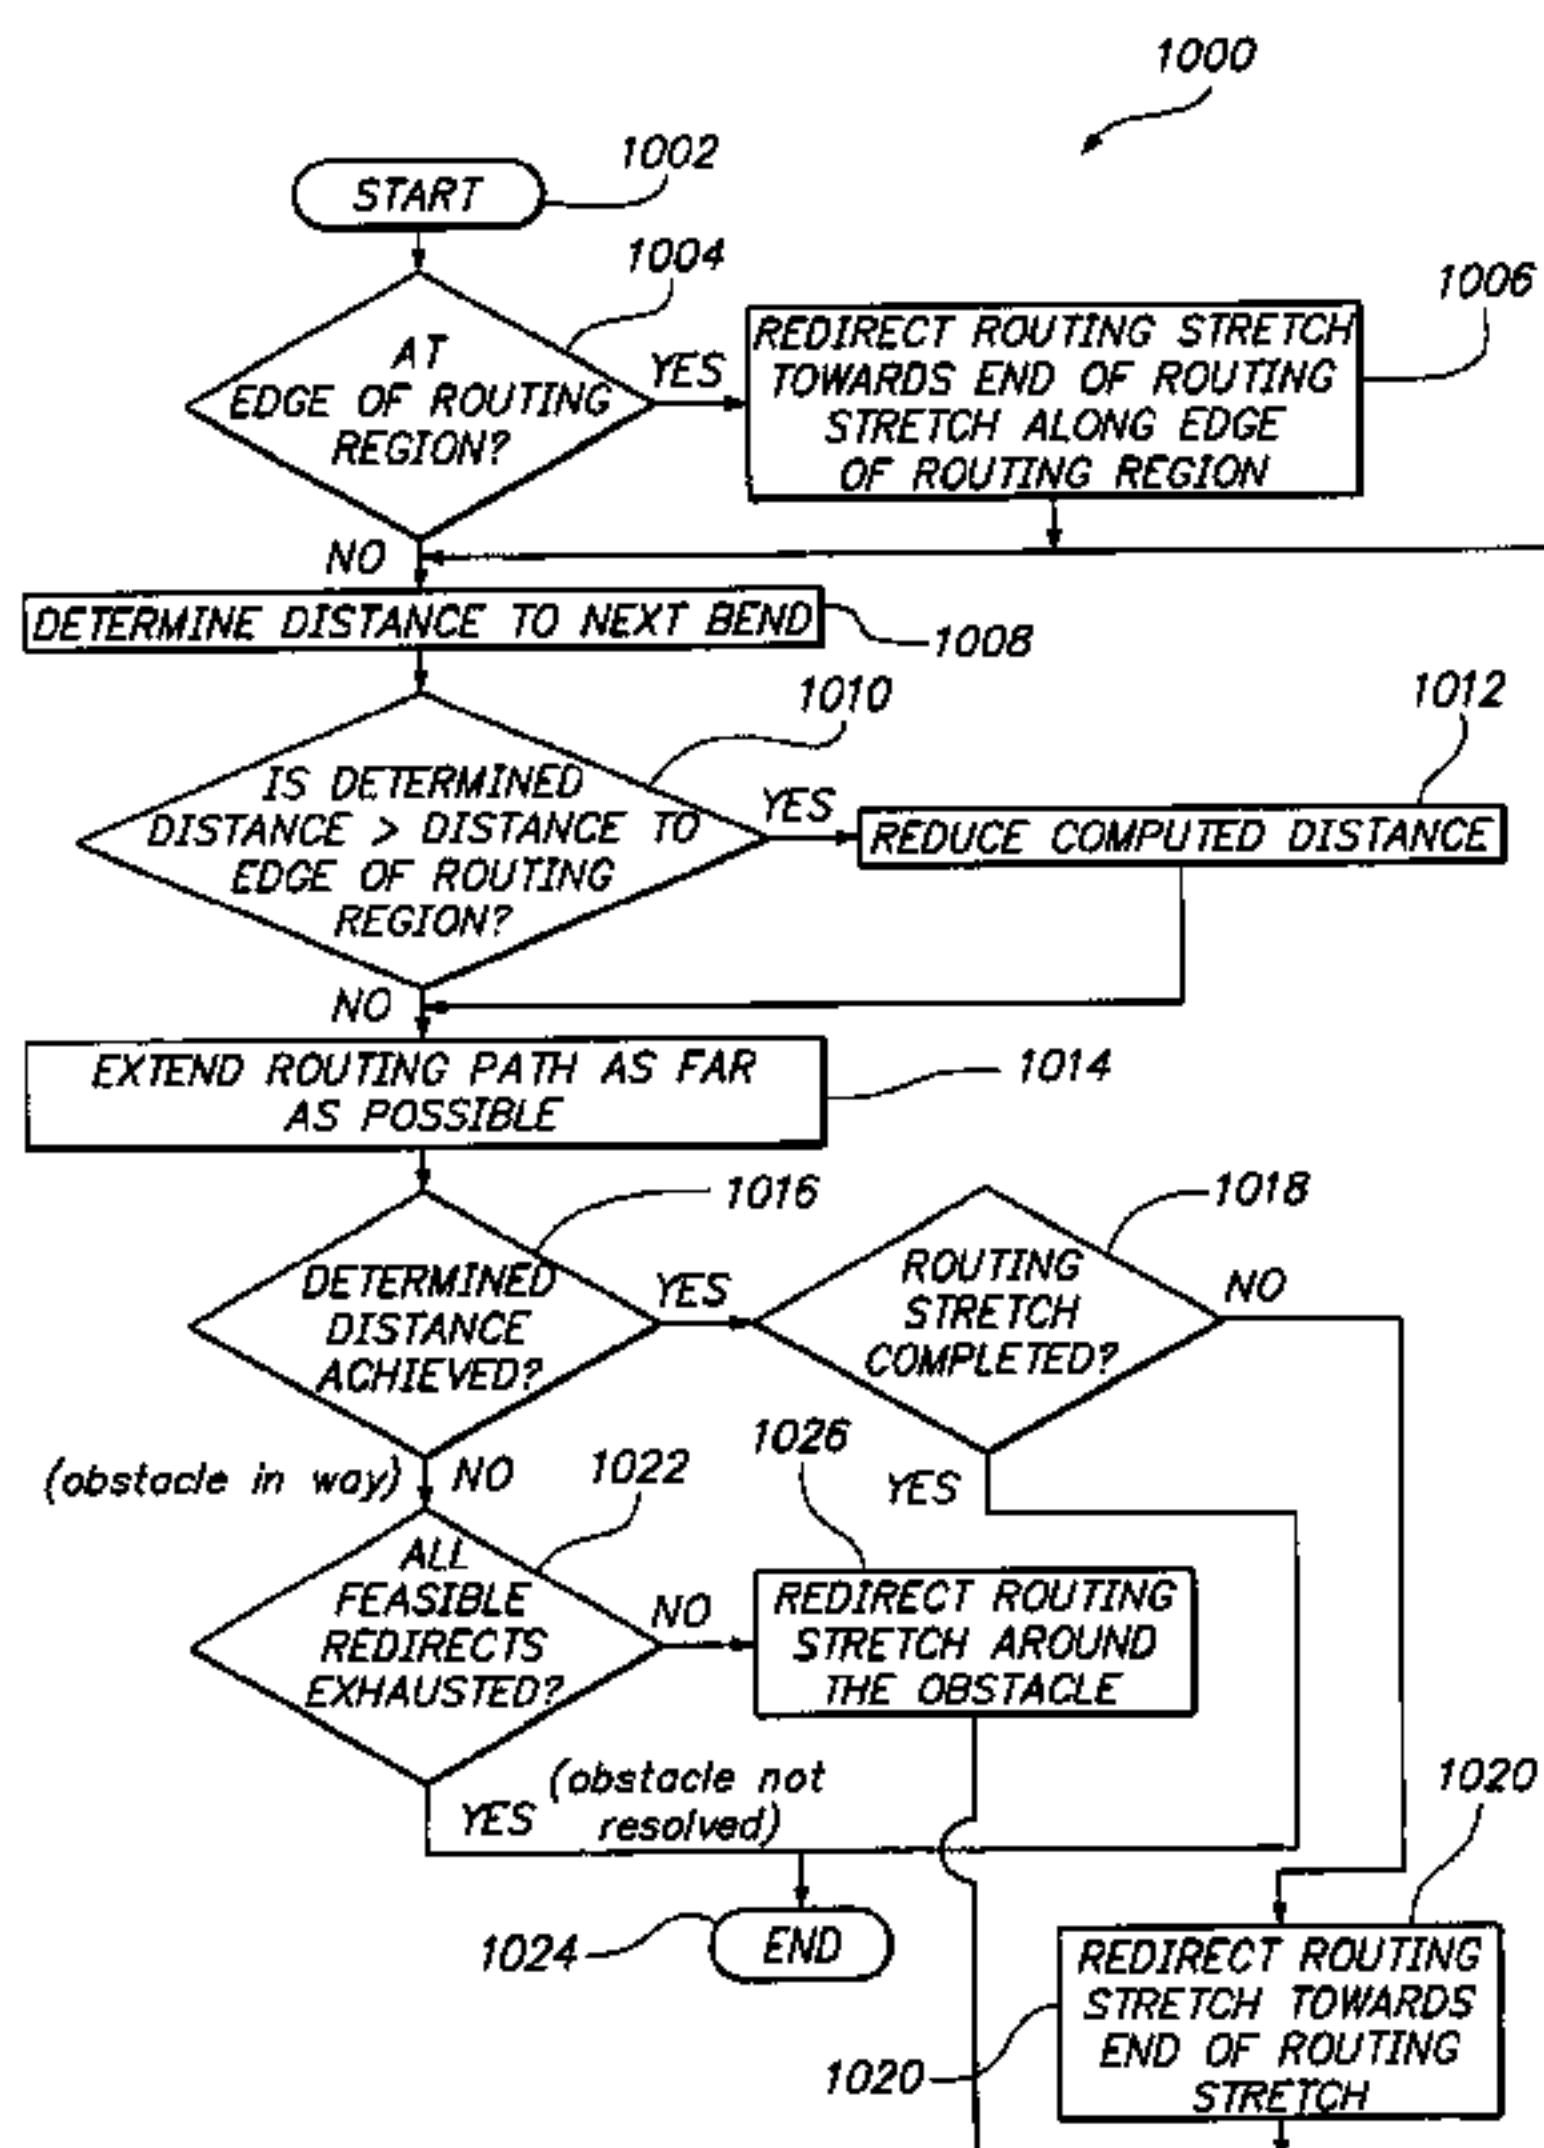 1000
START
1002
1004
AT
EDGE OF ROUTING
REGION?
YES
1006
REDIRECT ROUTING STRETCH
TOWARDS END OF ROUTING
STRETCH ALONG EDGE
OF ROUTING REGION
NO
DETERMINE DISTANCE TO NEXT BEND
1008
1010
IS DETERMINED
DISTANCE > DISTANCE TO
EDGE OF ROUTING
REGION?
YES
1012
REDUCE COMPUTED DISTANCE
NO
EXTEND ROUTING PATH AS FAR
AS POSSIBLE
1014
1016
DETERMINED
DISTANCE
ACHIEVED?
YES
1018
ROUTING
STRETCH
COMPLETED?
NO
YES
(obstacle in way) NO
1022
ALL
FEASIBLE
REDIRECTS
EXHAUSTED?
NO
1026
REDIRECT ROUTING
STRETCH AROUND
THE OBSTACLE
YES
(obstacle not
resolved)
1024
END
1020
REDIRECT ROUTING
STRETCH TOWARDS
END OF ROUTING
STRETCH
1020